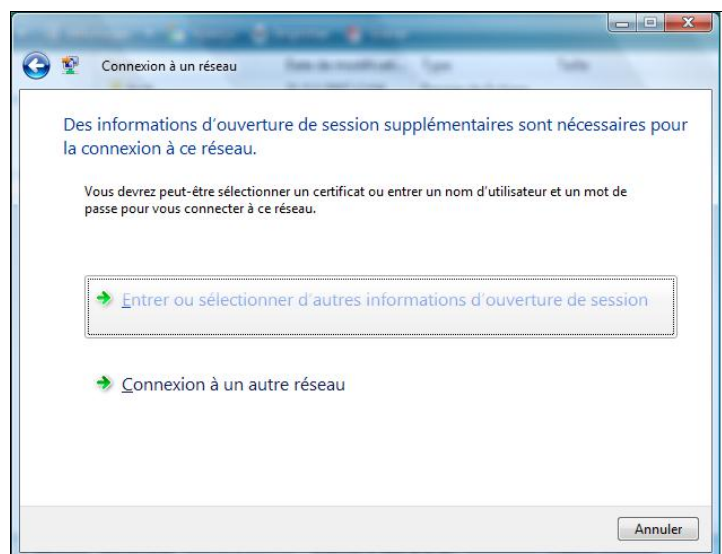 Connexion à un réseau
Des informations d'ouverture de session supplémentaires sont nécessaires pour
la connexion à ce réseau.
Vous devrez peut-être sélectionner un certificat ou entrer un nom d'utilisateur et un mot de
passe pour vous connecter à ce réseau.
Entrer ou sélectionner d'autres informations d'ouverture de session
Connexion à un autre réseau
Annuler